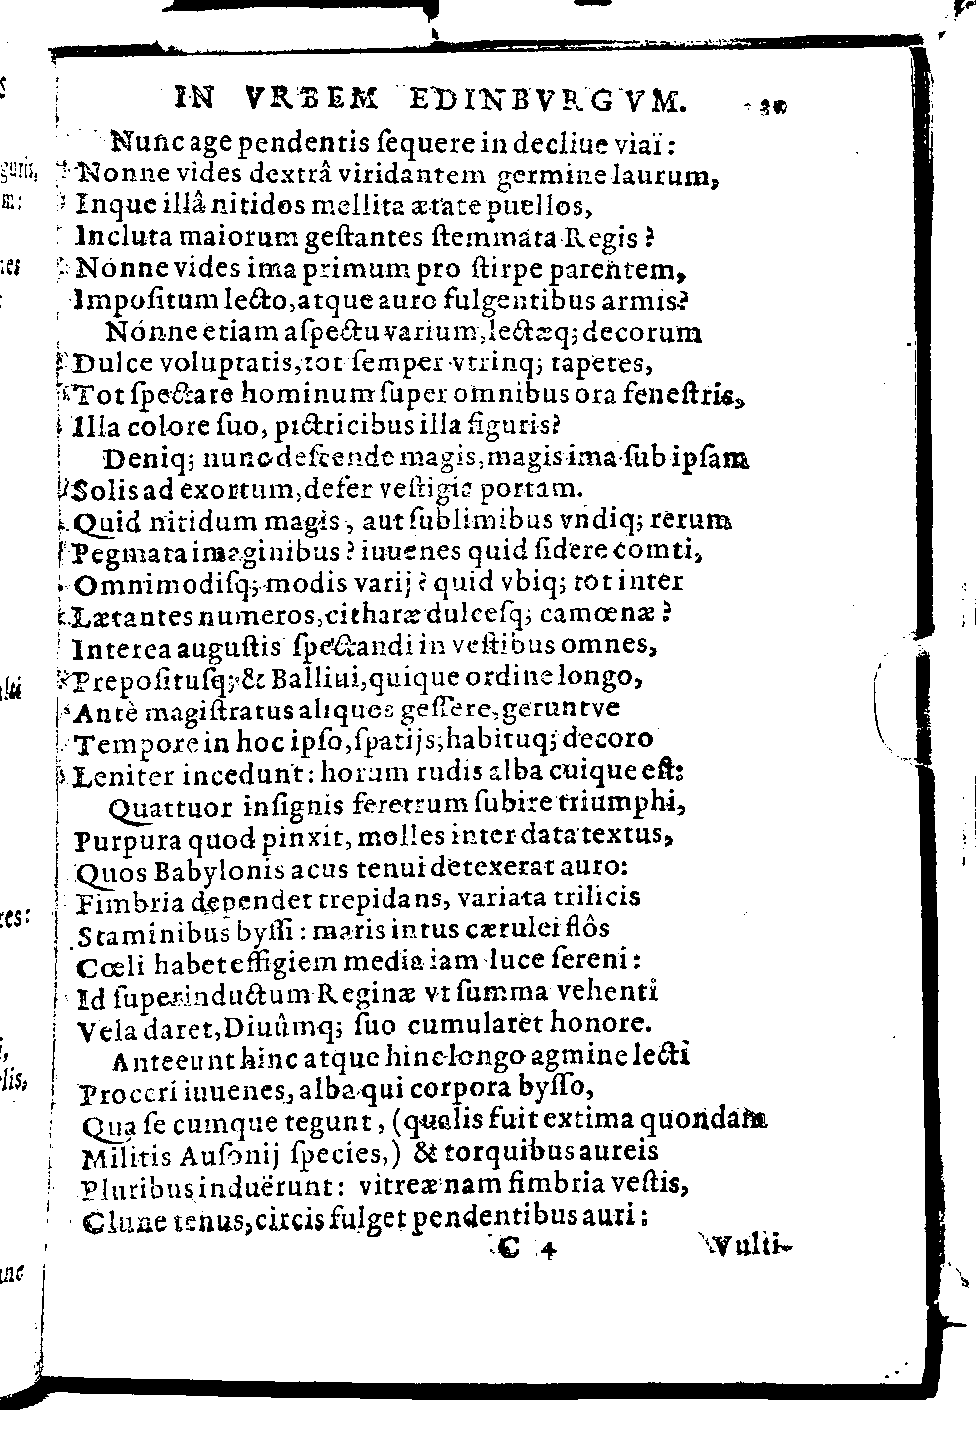 IN VRBEM EDINBVRGVM.
Nunc age pendentis ſequere in decliue viaï:
Nonne vides dextrâ viridantem germine laurum,
Inque illâ nitidos mellita ætate puellos,
Incluta maiorum geſtantes ſtemmata Regis?
Nónne vides ima primum pro ſtirpe parentem,
Impoſitum lecto, atque auro fulgentibus armis?
Nónne etiam aſpectu varium, lectæq; decorum
Dulce voluptatis, tot ſemper vtrinq; tapetes,
Tot ſpectare hominum ſuper omnibus ora feneſtris,
Illa colore ſuo, pictricibus illa figuris?
Deniq; nunc deſcende magis, magis ima ſub ipſam
Solis ad exortum, defer veſtigia portam.
Quid nitidum magis, aut ſublimibus vndiq; rerum
Pegmata imaginibus? iuuenes quid ſidere comti,
Omnimodiſq; modis varij? quid vbiq; tot inter
Lætantes numeros, citharæ dulceſq; camœnæ?
Interea auguſtis ſpectandi in veſtibus omnes,
Prepoſituſq; & Balliui, quique ordine longo,
Antè magiſtratus aliquos geſſere, geruntve
Tempore in hoc ipſo, ſpatijs, habituq; decoro
Leniter incedunt: horum rudis alba cuique eſt:
Quattuor inſignis feretrum ſubire triumphi,
Purpura quod pinxit, molles inter data textus,
Quos Babylonis acus tenui detexerat auro:
Fimbria dependet trepidans, variata trilicis
Staminibus byſſi: maris intus cærulei flôs
Cœli habet effigiem media iam luce ſereni:
Id ſuperinductum Reginæ vt ſumma vehenti
Vela daret, Diuûmq; ſuo cumularet honore.
Anteeunt hinc atque hinc longo agmine lecti
Proceri iuuenes, alba qui corpora byſſo,
Qua ſe cumque tegunt, (qualis fuit extima quondam
Militis Auſonij ſpecies,) & torquibus aureis
Pluribus induërunt: vitreæ nam fimbria veſtis,
Clune tenus, circis fulget pendentibus auri:
C 4 Vulti-